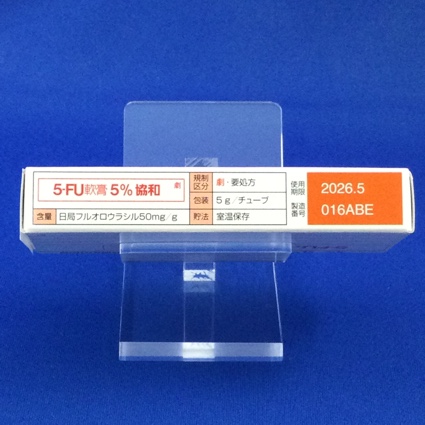 5-FU軟膏5%協和 劇
含量 日局フルオロウラシル50mg/g
規制区分 劇・要処方
包装 5g/チューブ
貯法 室温保存
使用期限 2026.5
製造番号 016ABE